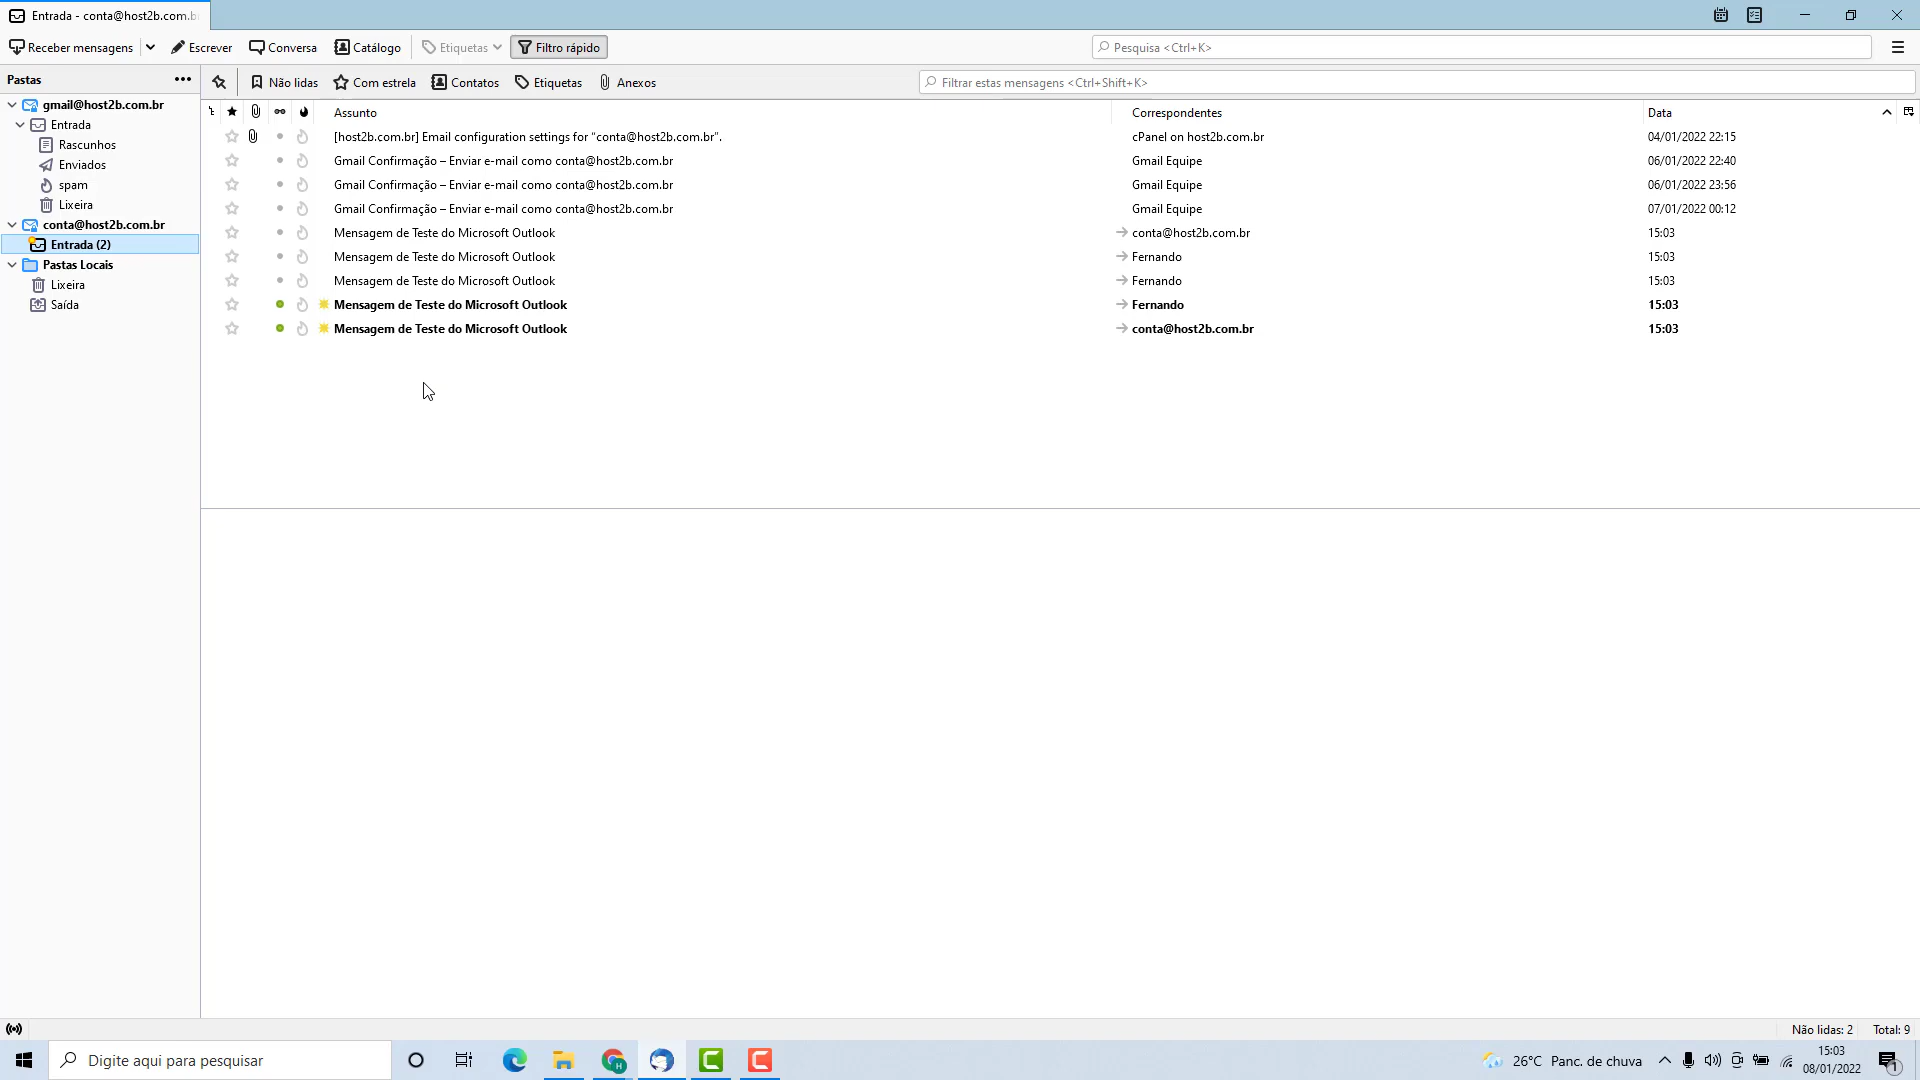 Entrada - conta@host2b.com.b
Receber mensagens Escrever Conversa Catálogo Etiquetas Filtro rápido Pesquisa <Ctrl+K>
Pastas ••• Não lidas Com estrela Contatos Etiquetas Anexos Filtrar estas mensagens <Ctrl+Shift+K>
gmail@host2b.com.br
Entrada
Rascunhos
Enviados
spam
Lixeira
conta@host2b.com.br
Entrada (2)
Pastas Locais
Lixeira
Saída
Assunto Correspondentes Data
[host2b.com.br] Email configuration settings for “conta@host2b.com.br”. cPanel on host2b.com.br 04/01/2022 22:15
Gmail Confirmação – Enviar e-mail como conta@host2b.com.br Gmail Equipe 06/01/2022 22:40
Gmail Confirmação – Enviar e-mail como conta@host2b.com.br Gmail Equipe 06/01/2022 23:56
Gmail Confirmação – Enviar e-mail como conta@host2b.com.br Gmail Equipe 07/01/2022 00:12
Mensagem de Teste do Microsoft Outlook conta@host2b.com.br 15:03
Mensagem de Teste do Microsoft Outlook Fernando 15:03
Mensagem de Teste do Microsoft Outlook Fernando 15:03
Mensagem de Teste do Microsoft Outlook Fernando 15:03
Mensagem de Teste do Microsoft Outlook conta@host2b.com.br 15:03
Não lidas: 2 Total: 9
Digite aqui para pesquisar 26°C Panc. de chuva 15:03
08/01/2022
1